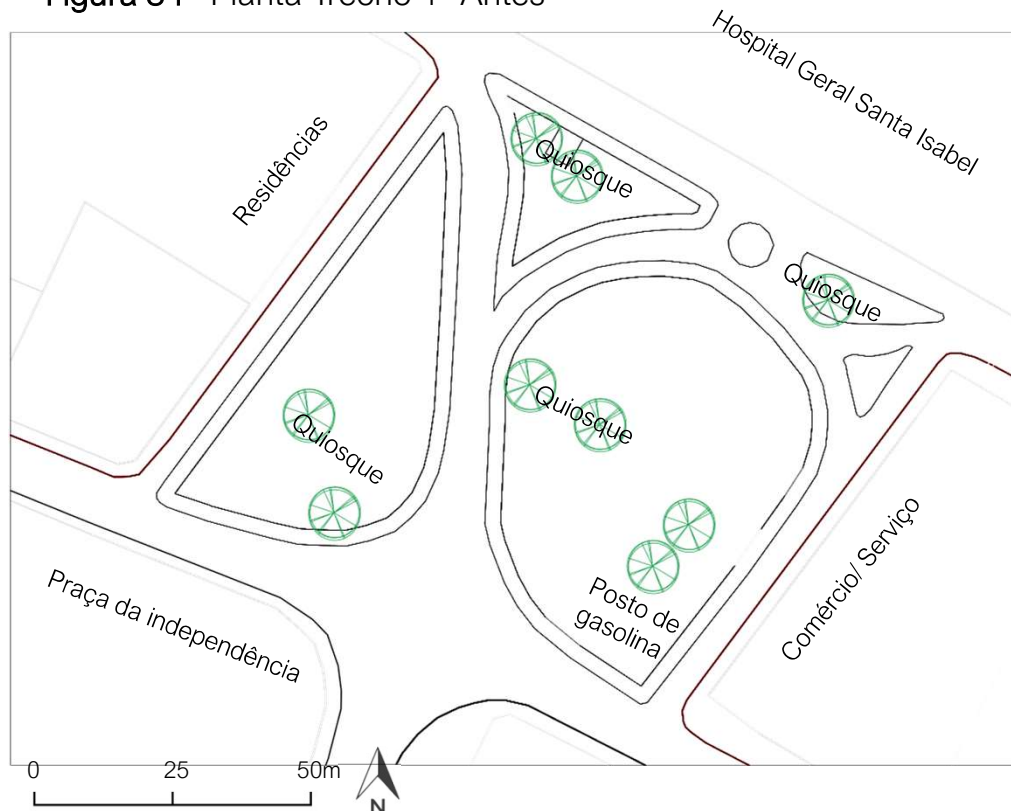 Planta Trecho 1- Antes
Hospital Geral Santa Isabel
Residências
Quiosque
Quiosque
Quiosque
Quiosque
Comércio/ Serviço
Posto de
gasolina
Praça da independência
0 25 50m
N